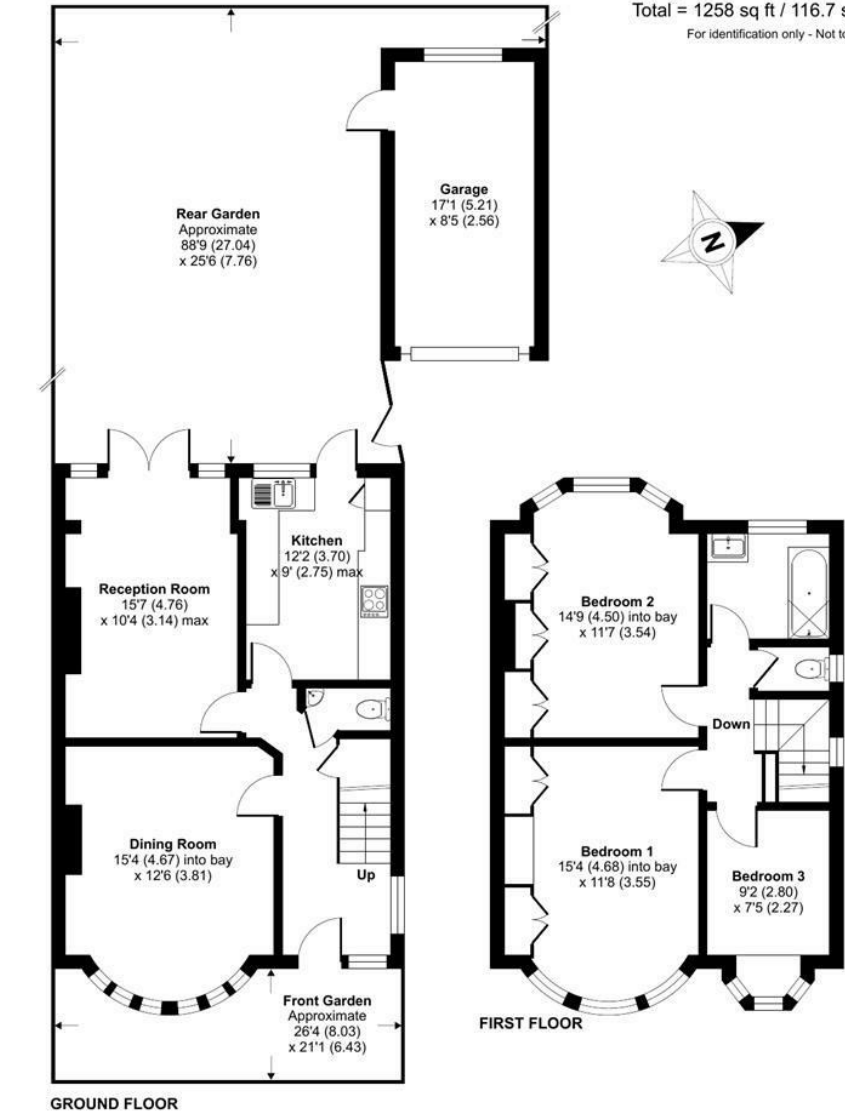 Total = 1258 sq ft / 116.7 s
For identification only - Not to
Rear Garden
Approximate
88'9 (27.04)
x 25'6 (7.76)
Garage
17'1 (5.21)
x 8'5 (2.56)
N
Kitchen
12'2 (3.70)
x 9' (2.75) max
Reception Room
15'7 (4.76)
x 10'4 (3.14) max
Bedroom 2
14'9 (4.50) into bay
x 11'7 (3.54)
Down
Dining Room
15'4 (4.67) into bay
x 12'6 (3.81)
Up
Bedroom 1
15'4 (4.68) into bay
x 11'8 (3.55)
Bedroom 3
9'2 (2.80)
x 7'5 (2.27)
Front Garden
Approximate
26'4 (8.03)
x 21'1 (6.43)
FIRST FLOOR
GROUND FLOOR